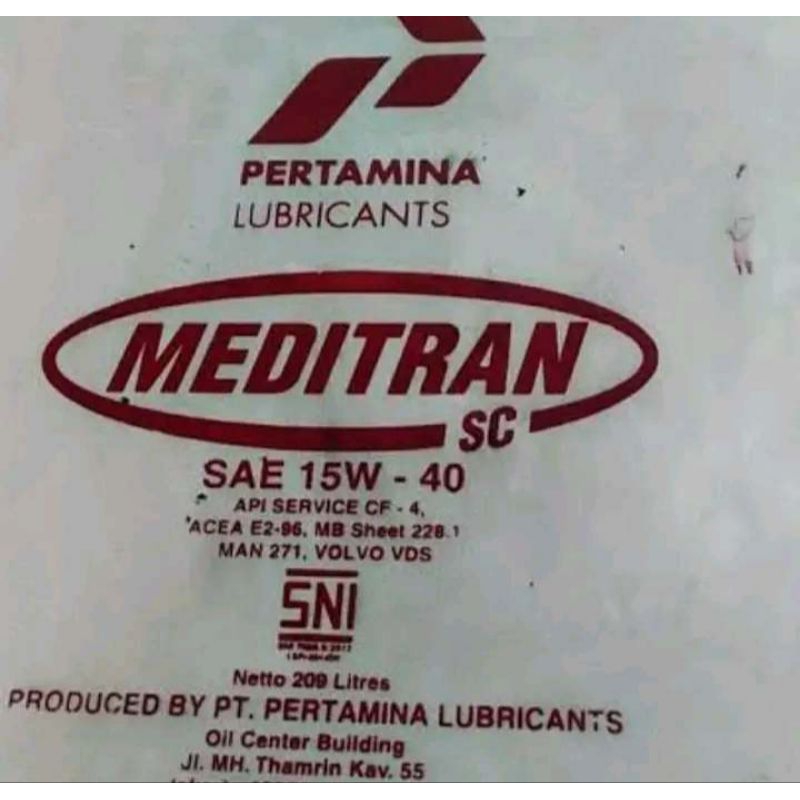 PERTAMINA
LUBRICANTS
MEDITRAN
SC
SAE 15W - 40
API SERVICE CF - 4,
ACEA E2-96, MB Sheet 228.1
MAN 271, VOLVO VDS
SNI
Netto 209 Litres
PRODUCED BY PT. PERTAMINA LUBRICANTS
Oil Center Building
Jl. MH. Thamrin Kav. 55